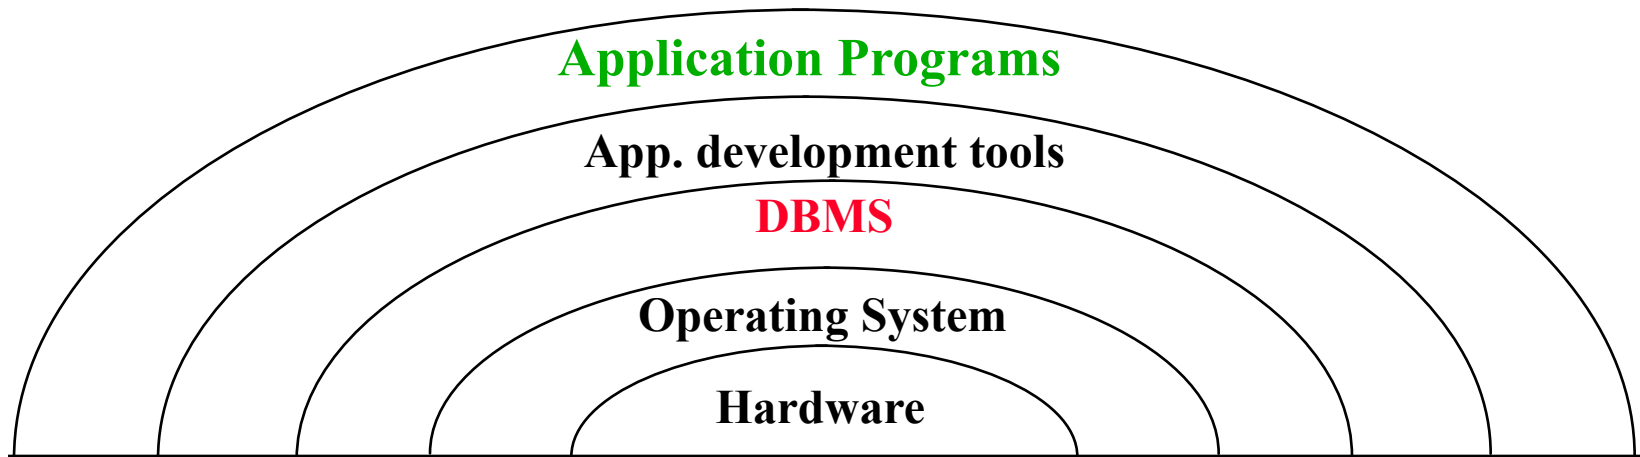 Application Programs
App. development tools
DBMS
Operating System
Hardware